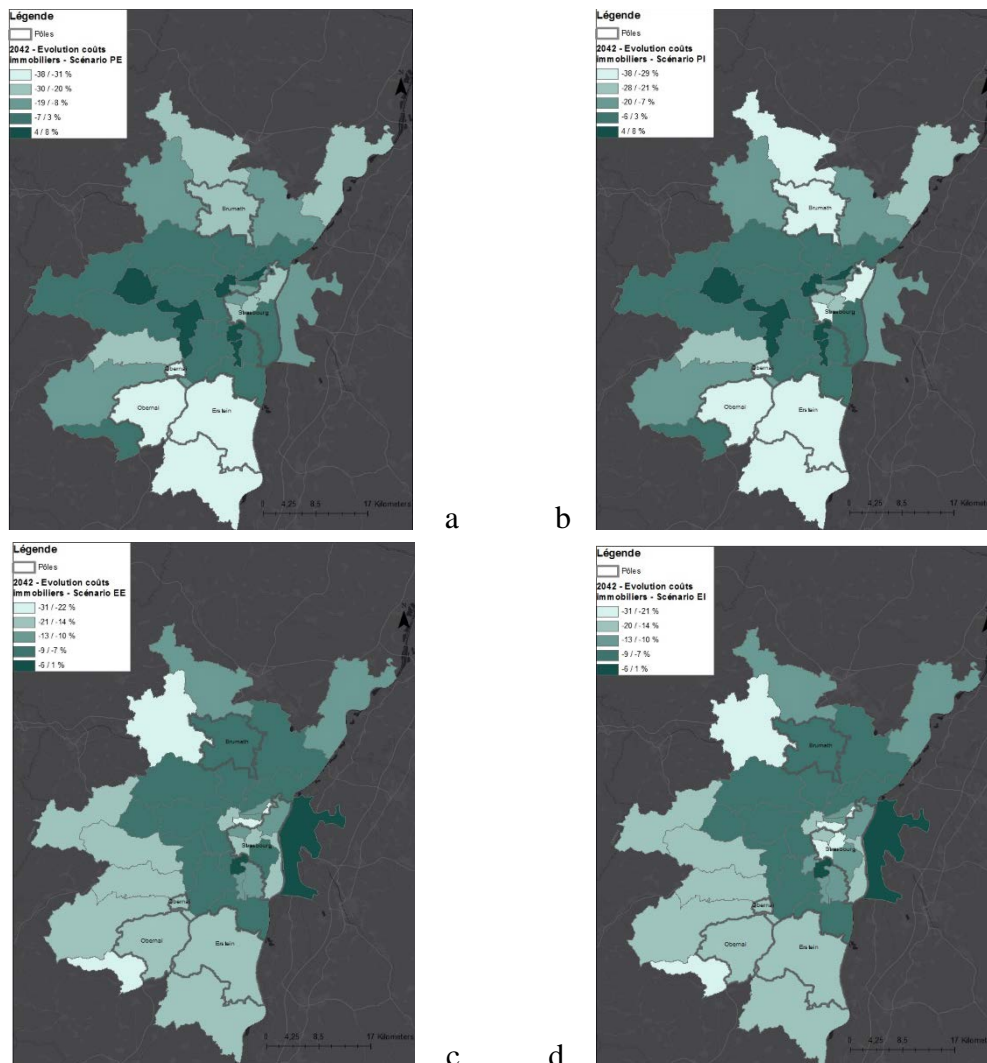 Légende
Pôles
2042 - Evolution coûts
immobiliers - Scénario PE
-38 / -31 %
-30 / -20 %
-19 / -8 %
-7 / 3 %
4 / 8 %
Brumath
Strasbourg
Obernai
Obernai
Erstein
0 4,25 8,5 17 Kilometers
a
Légende
Pôles
2042 - Evolution coûts
immobiliers - Scénario PI
-38 / -29 %
-28 / -21 %
-20 / -7 %
-6 / 3 %
4 / 8 %
Brumath
Strasbourg
Obernai
Obernai
Erstein
0 4,25 8,5 17 Kilometers
b
Légende
Pôles
2042 - Evolution coûts
immobiliers - Scénario EE
-31 / -22 %
-21 / -14 %
-13 / -10 %
-9 / -7 %
-6 / 1 %
Brumath
Strasbourg
Obernai
Obernai
Erstein
0 4,25 8,5 17 Kilometers
c
Légende
Pôles
2042 - Evolution coûts
immobiliers - Scénario EI
-31 / -21 %
-20 / -14 %
-13 / -10 %
-9 / -7 %
-6 / 1 %
Brumath
Strasbourg
Obernai
Obernai
Erstein
0 4,25 8,5 17 Kilometers
d